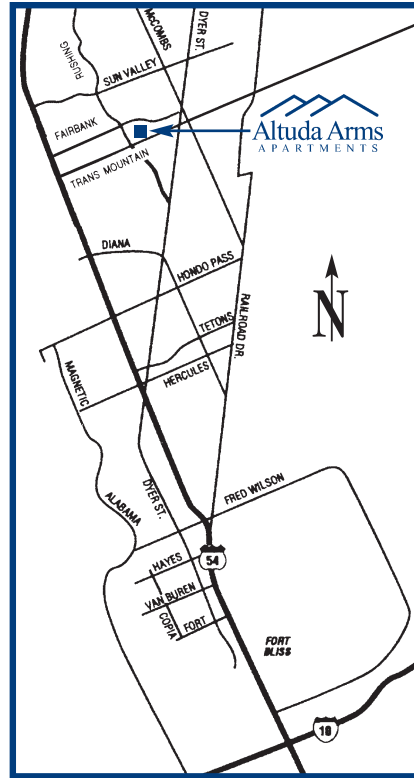 McCOMBS
DYER ST.
RUSHING
SUN VALLEY
FAIRBANK
Altuda Arms
APARTMENTS
TRANS MOUNTAIN
DIANA
HONDO PASS
N
RAILROAD DR.
TETONS
MAGNETIC
HERCULES
DYER ST.
FRED WILSON
ALABAMA
HAYES
54
VAN BUREN
COPIA
FORT
FORT
BLISS
10